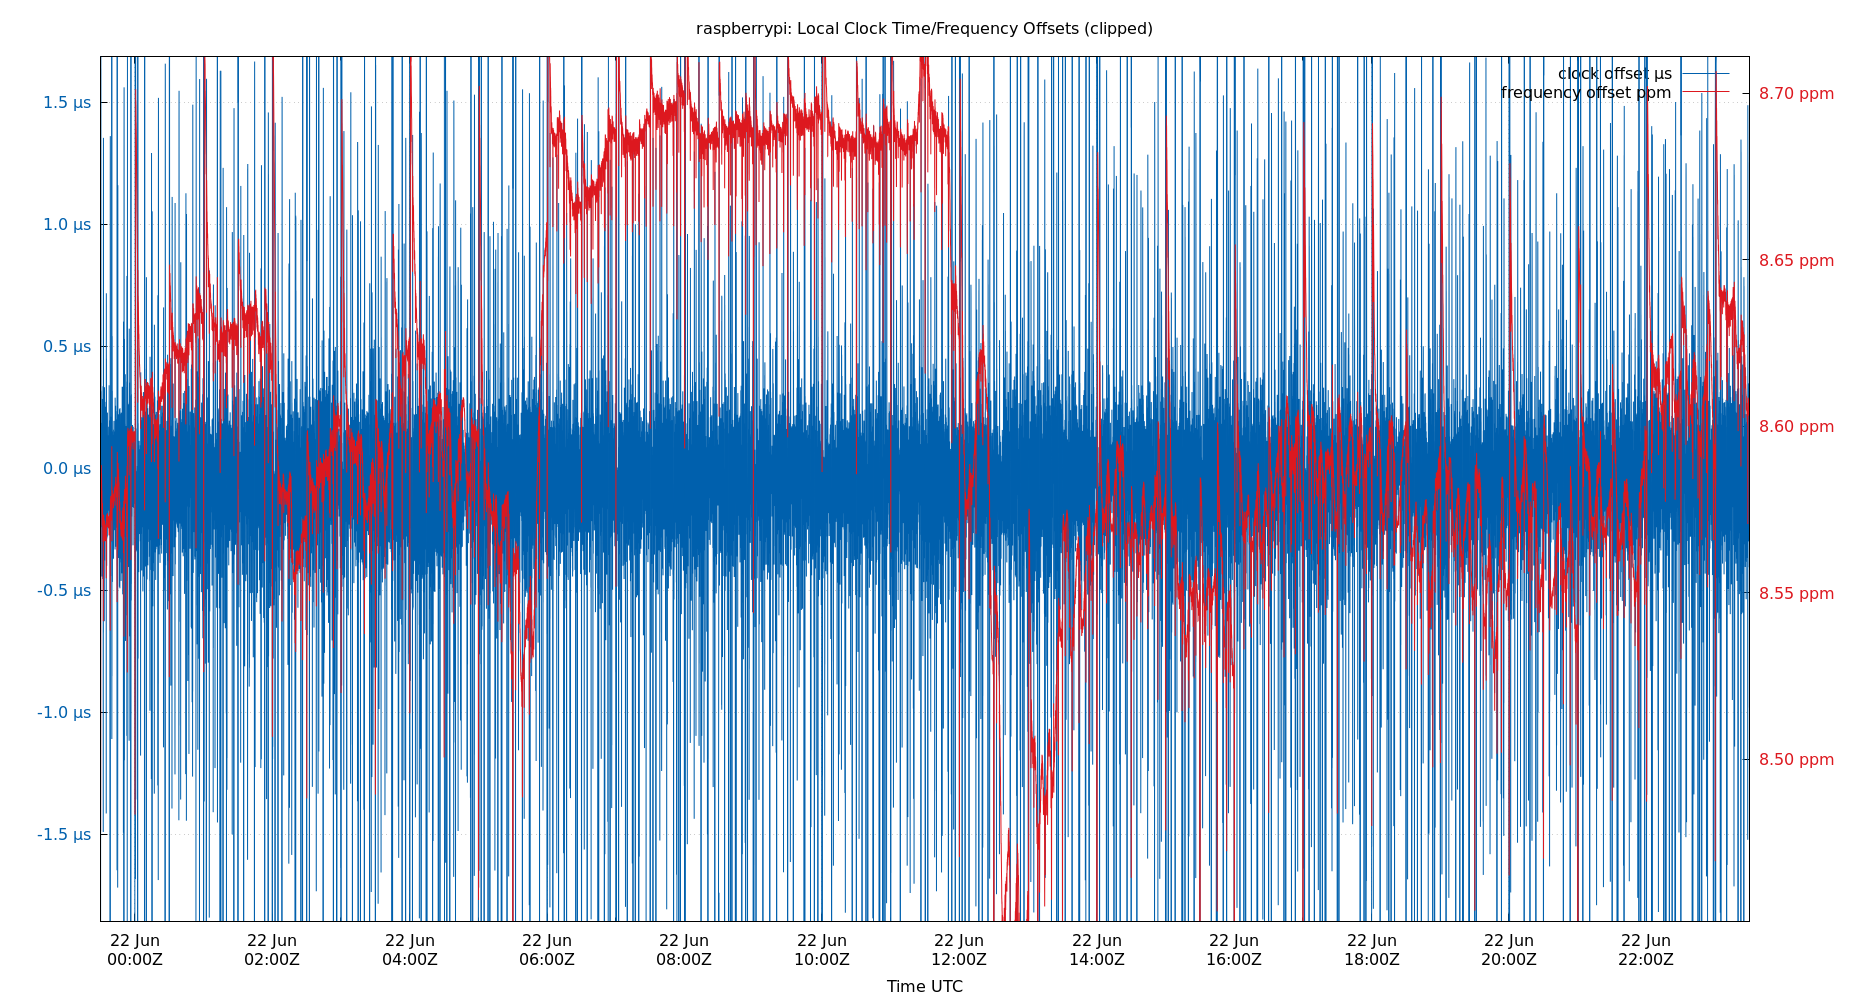 raspberrypi: Local Clock Time/Frequency Offsets (clipped)
clock offset µs
frequency offset ppm
1.5 µs
1.0 µs
0.5 µs
0.0 µs
-0.5 µs
-1.0 µs
-1.5 µs
8.70 ppm
8.65 ppm
8.60 ppm
8.55 ppm
8.50 ppm
22 Jun 22 Jun 22 Jun 22 Jun 22 Jun 22 Jun 22 Jun 22 Jun 22 Jun 22 Jun 22 Jun 22 Jun
00:00Z 02:00Z 04:00Z 06:00Z 08:00Z 10:00Z 12:00Z 14:00Z 16:00Z 18:00Z 20:00Z 22:00Z
Time UTC